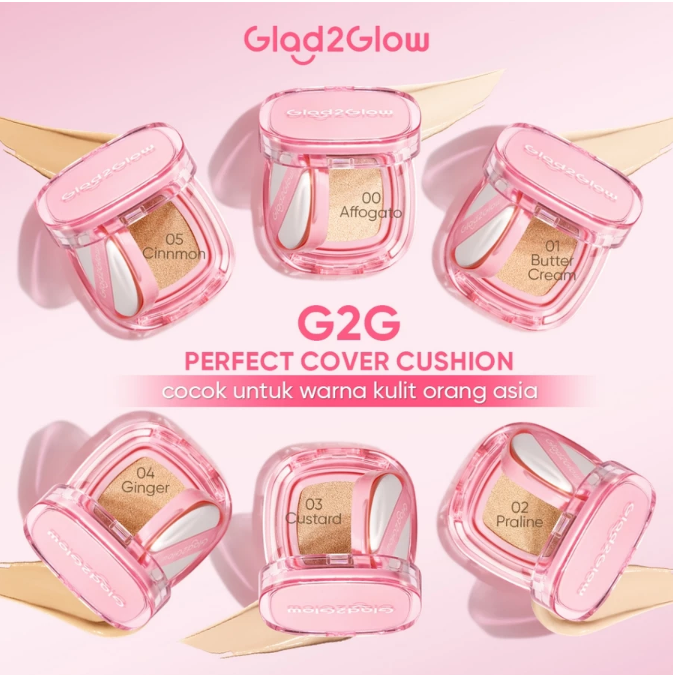 Glad2Glow
Glad2Glow
Glad2Glow
Glad2Glow
05
Cinnmon
00
Affogato
01
Butter
Cream
G2G
PERFECT COVER CUSHION
cocok untuk warna kulit orang asia
04
Ginger
03
Custard
02
Praline
Glad2Glow
Glad2Glow
Glad2Glow